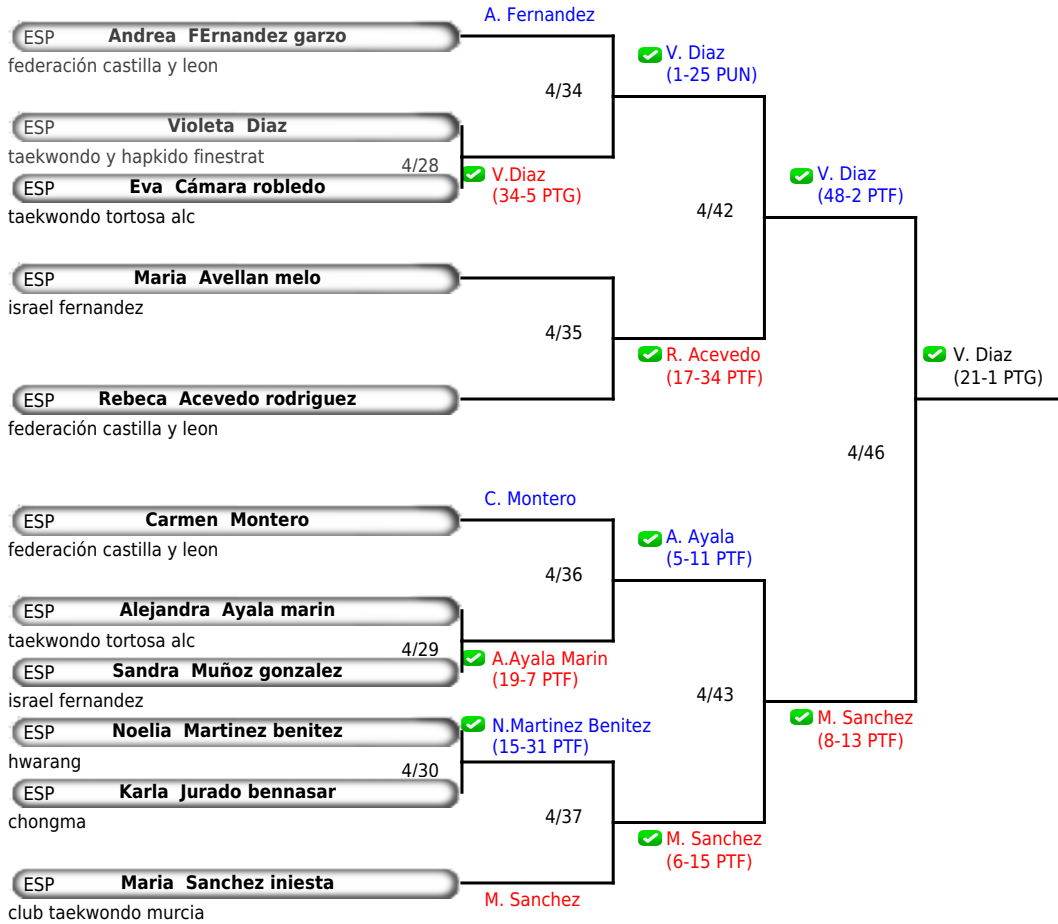 A. Fernandez
ESP Andrea FErnandez garzo
federación castilla y leon
V. Diaz
(1-25 PUN)
4/34
ESP Violeta Diaz
taekwondo y hapkido finestrat
4/28
V.Diaz
(34-5 PTG)
ESP Eva Cámara robledo
taekwondo tortosa alc
V. Diaz
(48-2 PTF)
4/42
ESP Maria Avellan melo
israel fernandez
4/35
R. Acevedo
(17-34 PTF)
V. Diaz
(21-1 PTG)
ESP Rebeca Acevedo rodriguez
federación castilla y leon
4/46
C. Montero
ESP Carmen Montero
federación castilla y leon
A. Ayala
(5-11 PTF)
4/36
ESP Alejandra Ayala marin
taekwondo tortosa alc
4/29
A.Ayala Marin
(19-7 PTF)
ESP Sandra Muñoz gonzalez
israel fernandez
4/43
M. Sanchez
(8-13 PTF)
ESP Noelia Martinez benitez
hwarang
N.Martinez Benitez
(15-31 PTF)
4/30
ESP Karla Jurado bennasar
chongma
4/37
M. Sanchez
(6-15 PTF)
ESP Maria Sanchez iniesta
club taekwondo murcia
M. Sanchez